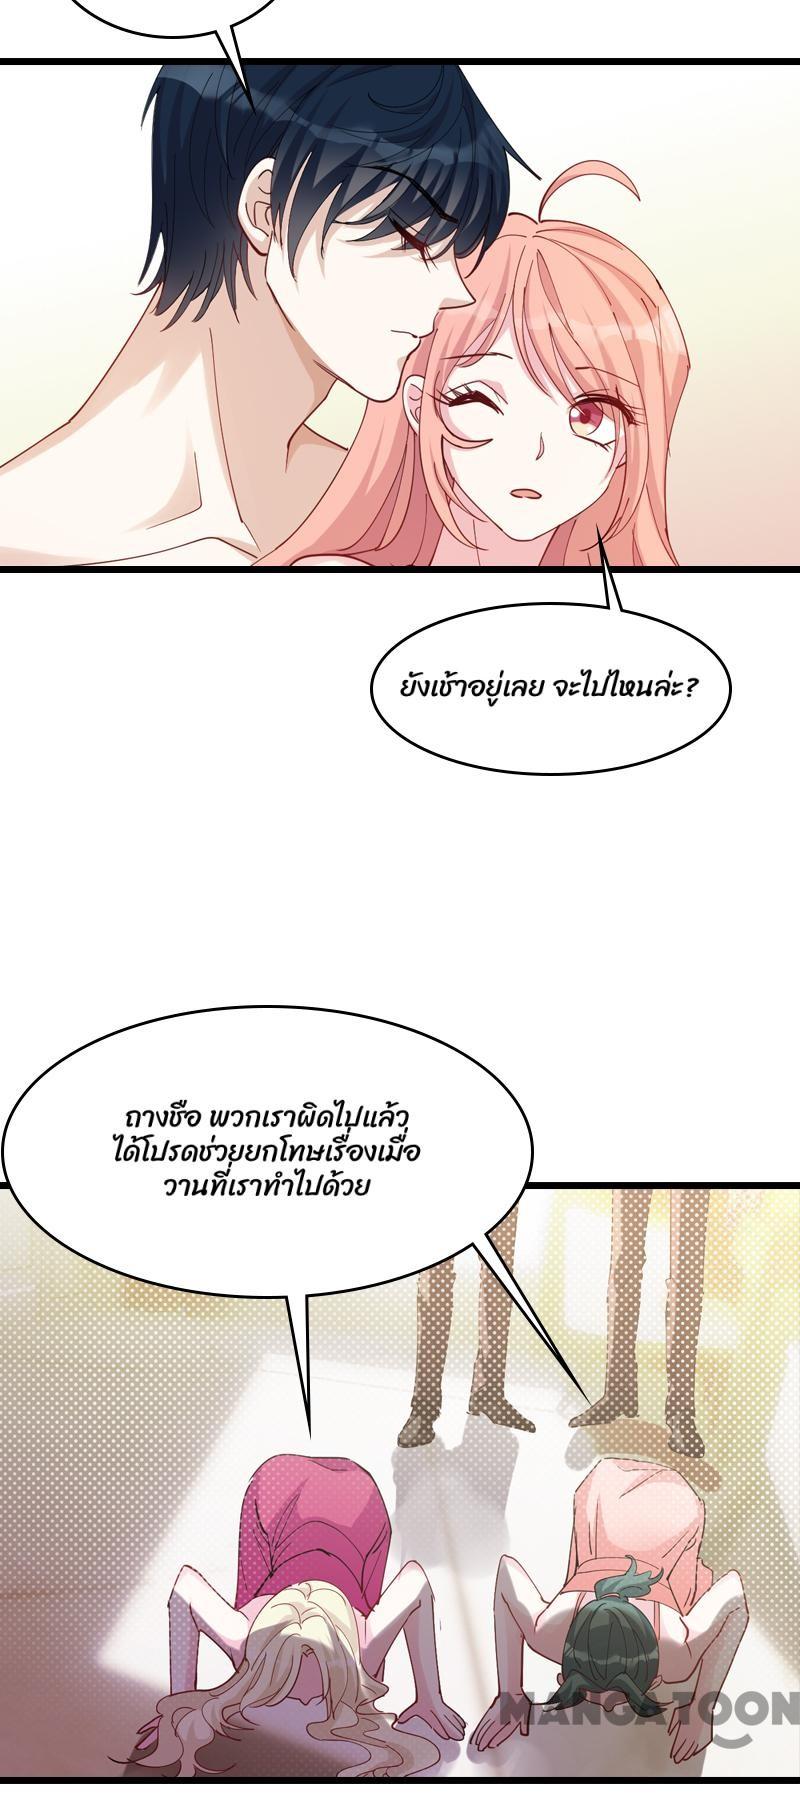 ยังเช้าอยู่เลย จะไปไหนล่ะ?
ถางซือ พวกเราผิดไปแล้ว
ได้โปรดช่วยยกโทษเรื่องเมื่อ
วานที่เราทำไปด้วย
MANGATOON